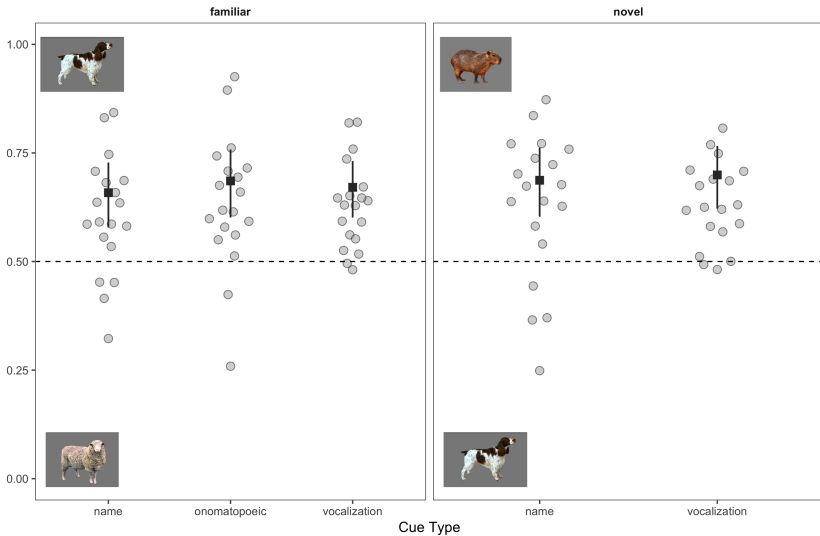 familiar
novel
1.00
0.75
0.50
0.25
0.00
name
onomatopoeic
vocalization
name
vocalization
Cue Type